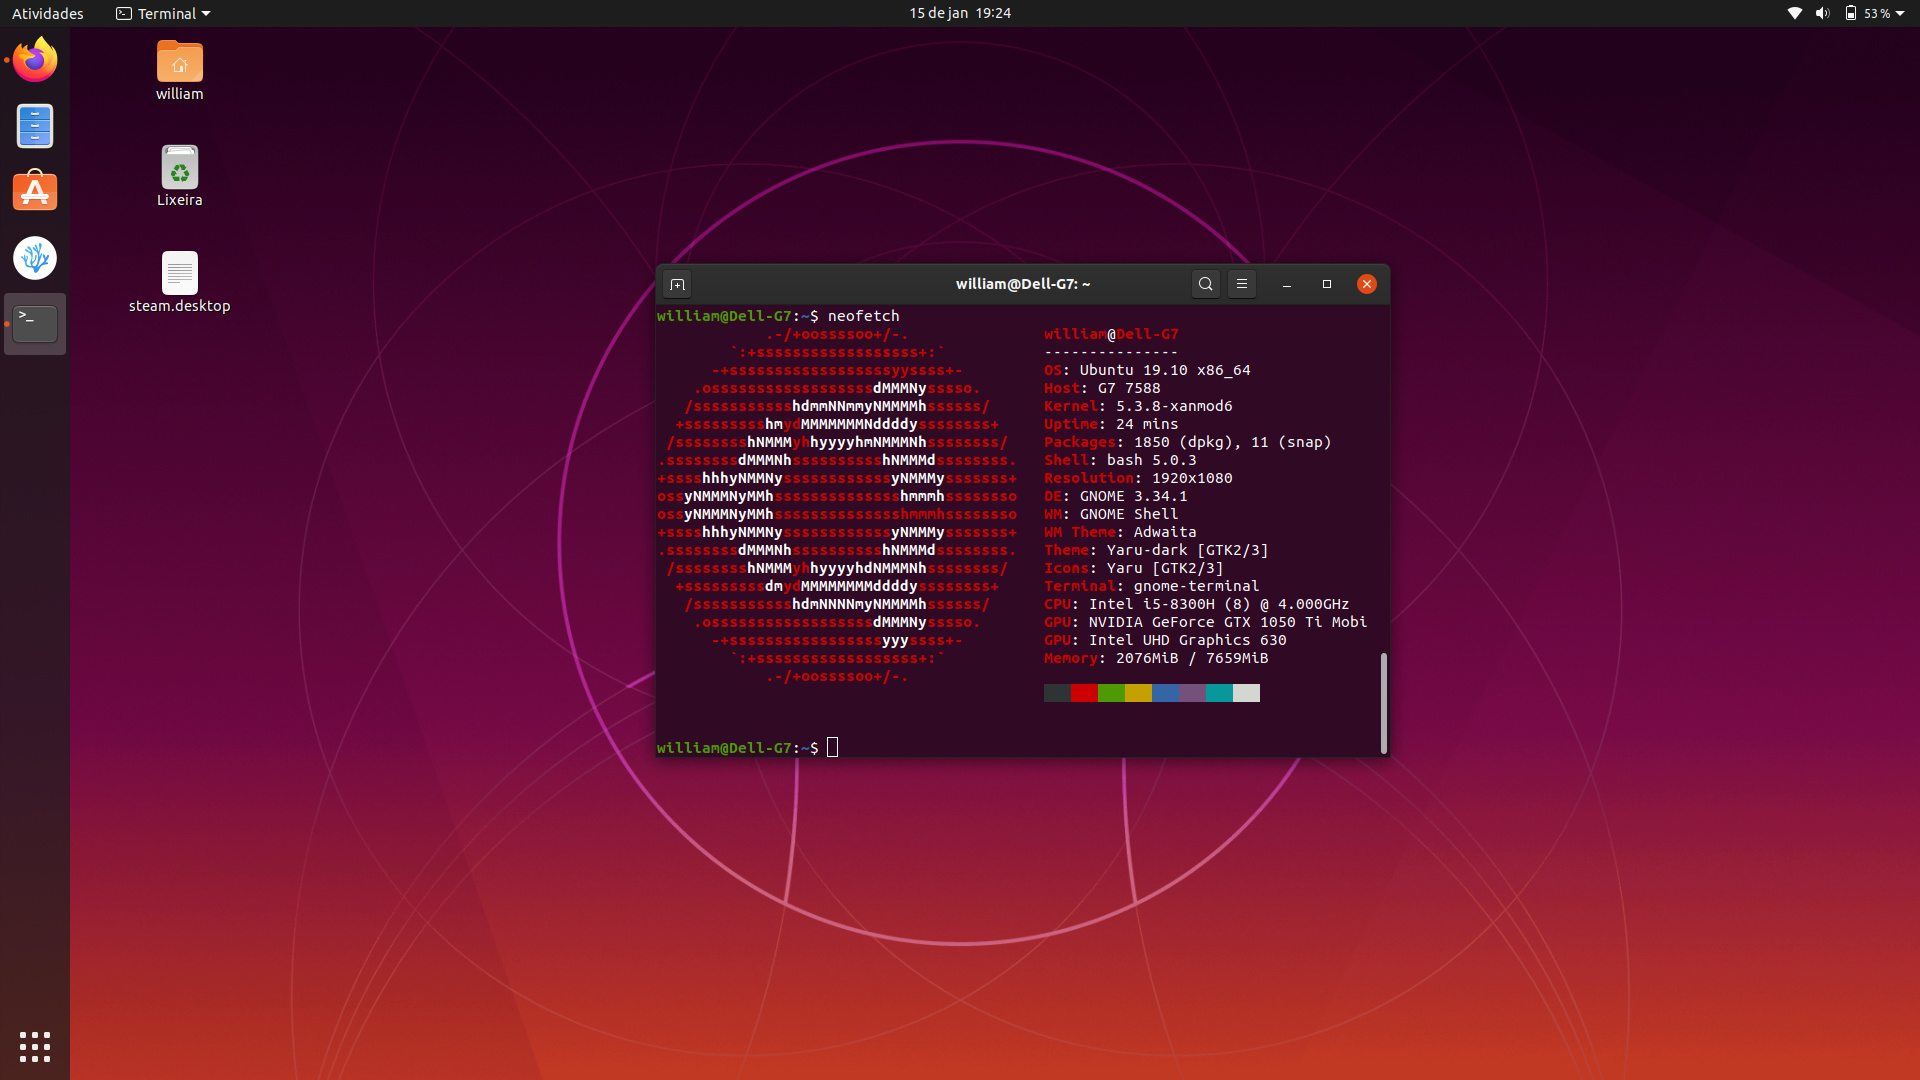 Atividades Terminal 15 de jan 19:24 53 %
william
Lixeira
steam.desktop
william@Dell-G7: ~
william@Dell-G7:~$ neofetch
.-/+oossssoo+/-. william@Dell-G7
`:+ssssssssssssssssss+:` ---------------
-+ssssssssssssssssssyyssss+- OS: Ubuntu 19.10 x86_64
.ossssssssssssssssssdMMMNysssso. Host: G7 7588
/ssssssssssshdmmNNmmyNMMMMhssssss/ Kernel: 5.3.8-xanmod6
+ssssssssshmydMMMMMMMNddddyssssssss+ Uptime: 24 mins
/sssssssshNMMMyhhyyyyhmNMMMNhssssssss/ Packages: 1850 (dpkg), 11 (snap)
.ssssssssdMMMNhsssssssssshNMMMdssssssss. Shell: bash 5.0.3
+sssshhhyNMMNyssssssssssssyNMMMysssssss+ Resolution: 1920x1080
ossyNMMMNyMMhsssssssssssssshmmmhssssssso DE: GNOME 3.34.1
ossyNMMMNyMMhsssssssssssssshmmmhssssssso WM: GNOME Shell
+sssshhhyNMMNyssssssssssssyNMMMysssssss+ WM Theme: Adwaita
.ssssssssdMMMNhsssssssssshNMMMdssssssss. Theme: Yaru-dark [GTK2/3]
/sssssssshNMMMyhhyyyyhdNMMMNhssssssss/ Icons: Yaru [GTK2/3]
+sssssssssdmydMMMMMMMMddddyssssssss+ Terminal: gnome-terminal
/ssssssssssshdmNNNNmyNMMMMhssssss/ CPU: Intel i5-8300H (8) @ 4.000GHz
.ossssssssssssssssssdMMMNysssso. GPU: NVIDIA GeForce GTX 1050 Ti Mobi
-+sssssssssssssssssyyyssss+- GPU: Intel UHD Graphics 630
`:+ssssssssssssssssss+:` Memory: 2076MiB / 7659MiB
.-/+oossssoo+/-.
william@Dell-G7:~$